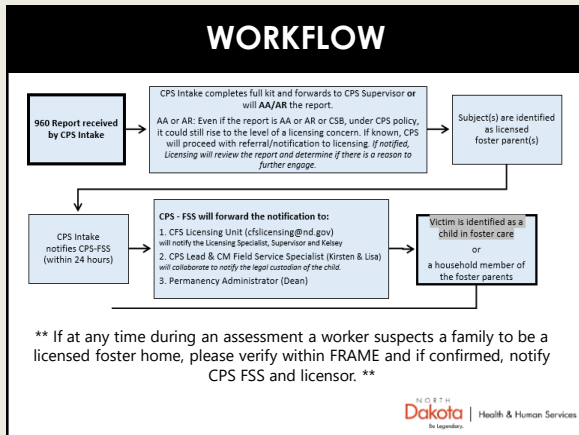 WORKFLOW
960 Report received
by CPS Intake
CPS Intake completes full kit and forwards to CPS Supervisor or
will AA/AR the report.
AA or AR: Even if the report is AA or AR or CSB, under CPS policy,
it could still rise to the level of a licensing concern. If known, CPS
will proceed with referral/notification to licensing. If notified,
Licensing will review the report and determine if there is a reason to
further engage.
Subject(s) are identified
as licensed
foster parent(s)
CPS Intake
notifies CPS-FSS
(within 24 hours)
CPS - FSS will forward the notification to:
1. CFS Licensing Unit (cfslicensing@nd.gov)
will notify the Licensing Specialist, Supervisor and Kelsey
2. CPS Lead & CM Field Service Specialist (Kirsten & Lisa)
will collaborate to notify the legal custodian of the child.
3. Permanency Administrator (Dean)
Victim is identified as a
child in foster care
or
a household member of
the foster parents
** If at any time during an assessment a worker suspects a family to be a
licensed foster home, please verify within FRAME and if confirmed, notify
CPS FSS and licensor. **
NORTH
Dakota | Health & Human Services
Be Legendary.